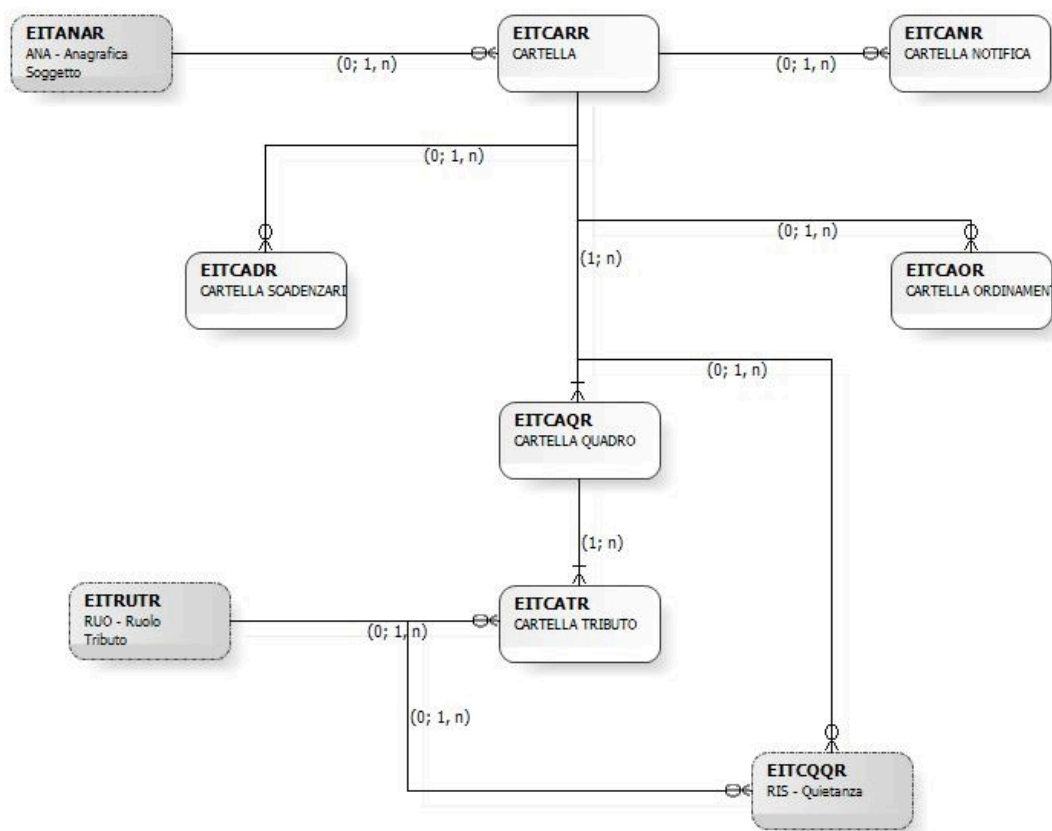 EITANAR
ANA - Anagrafica
Soggetto
(0; 1, n)
EITCARR
CARTELLA
(0; 1, n)
EITCANR
CARTELLA NOTIFICA
(0; 1, n)
(0; 1, n)
(1; n)
EITCADR
CARTELLA SCADENZARI
EITCAOR
CARTELLA ORDINAMENT
(0; 1, n)
EITCAQR
CARTELLA QUADRO
(1; n)
EITRUTR
RUO - Ruolo
Tributo
(0; 1, n)
EITCATR
CARTELLA TRIBUTO
(0; 1, n)
EITCQQR
RIS - Quietanza